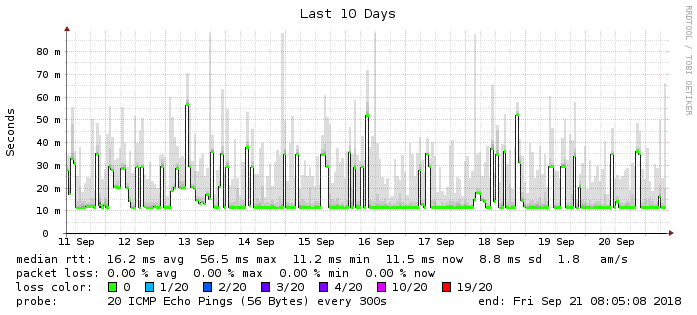 Last 10 Days
RRDTOOL / TOBI OETIKER
Seconds
80 m
70 m
60 m
50 m
40 m
30 m
20 m
10 m
0
11 Sep 12 Sep 13 Sep 14 Sep 15 Sep 16 Sep 17 Sep 18 Sep 19 Sep 20 Sep
median rtt: 16.2 ms avg 56.5 ms max 11.2 ms min 11.5 ms now 8.8 ms sd 1.8 am/s
packet loss: 0.00 % avg 0.00 % max 0.00 % min 0.00 % now
loss color: 0 1/20 2/20 3/20 4/20 10/20 19/20
probe: 20 ICMP Echo Pings (56 Bytes) every 300s end: Fri Sep 21 08:05:08 2018